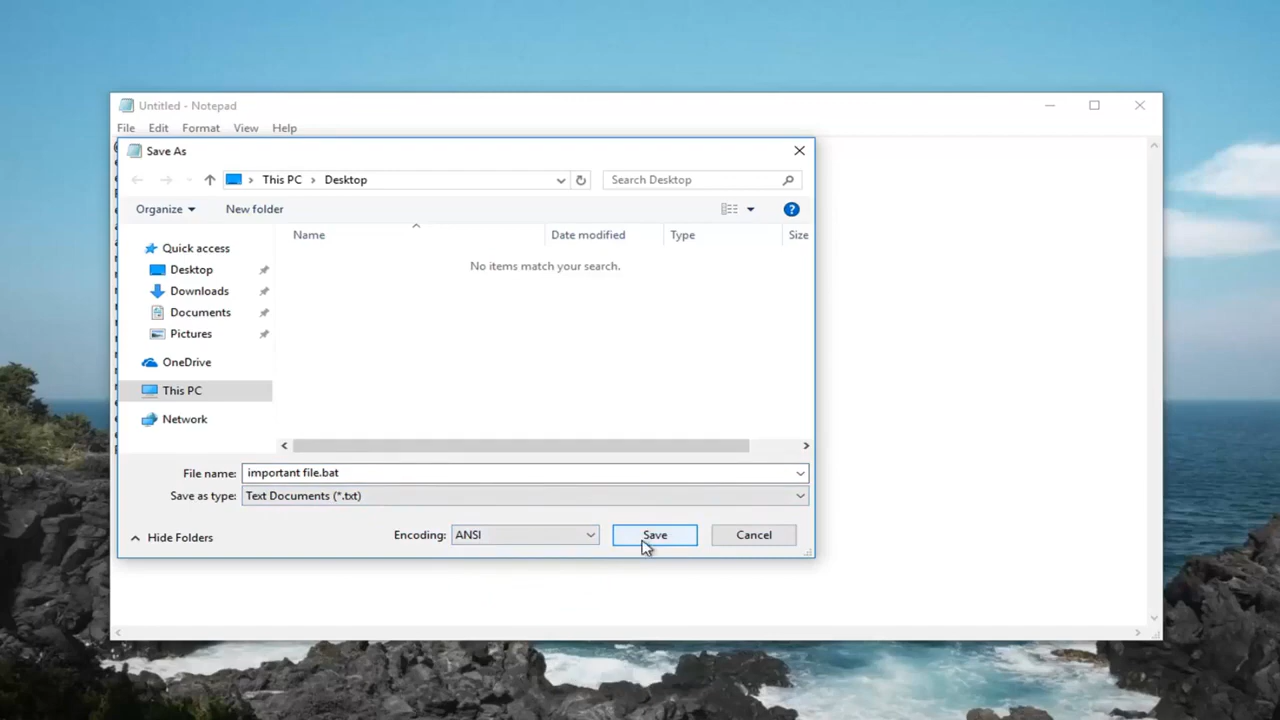 Untitled - Notepad
File Edit Format View Help
Save As
This PC > Desktop
Search Desktop
Organize New folder
Name Date modified Type Size
No items match your search.
Quick access
Desktop
Downloads
Documents
Pictures
OneDrive
This PC
Network
File name: important file.bat
Save as type: Text Documents (*.txt)
Hide Folders Encoding: ANSI Save Cancel